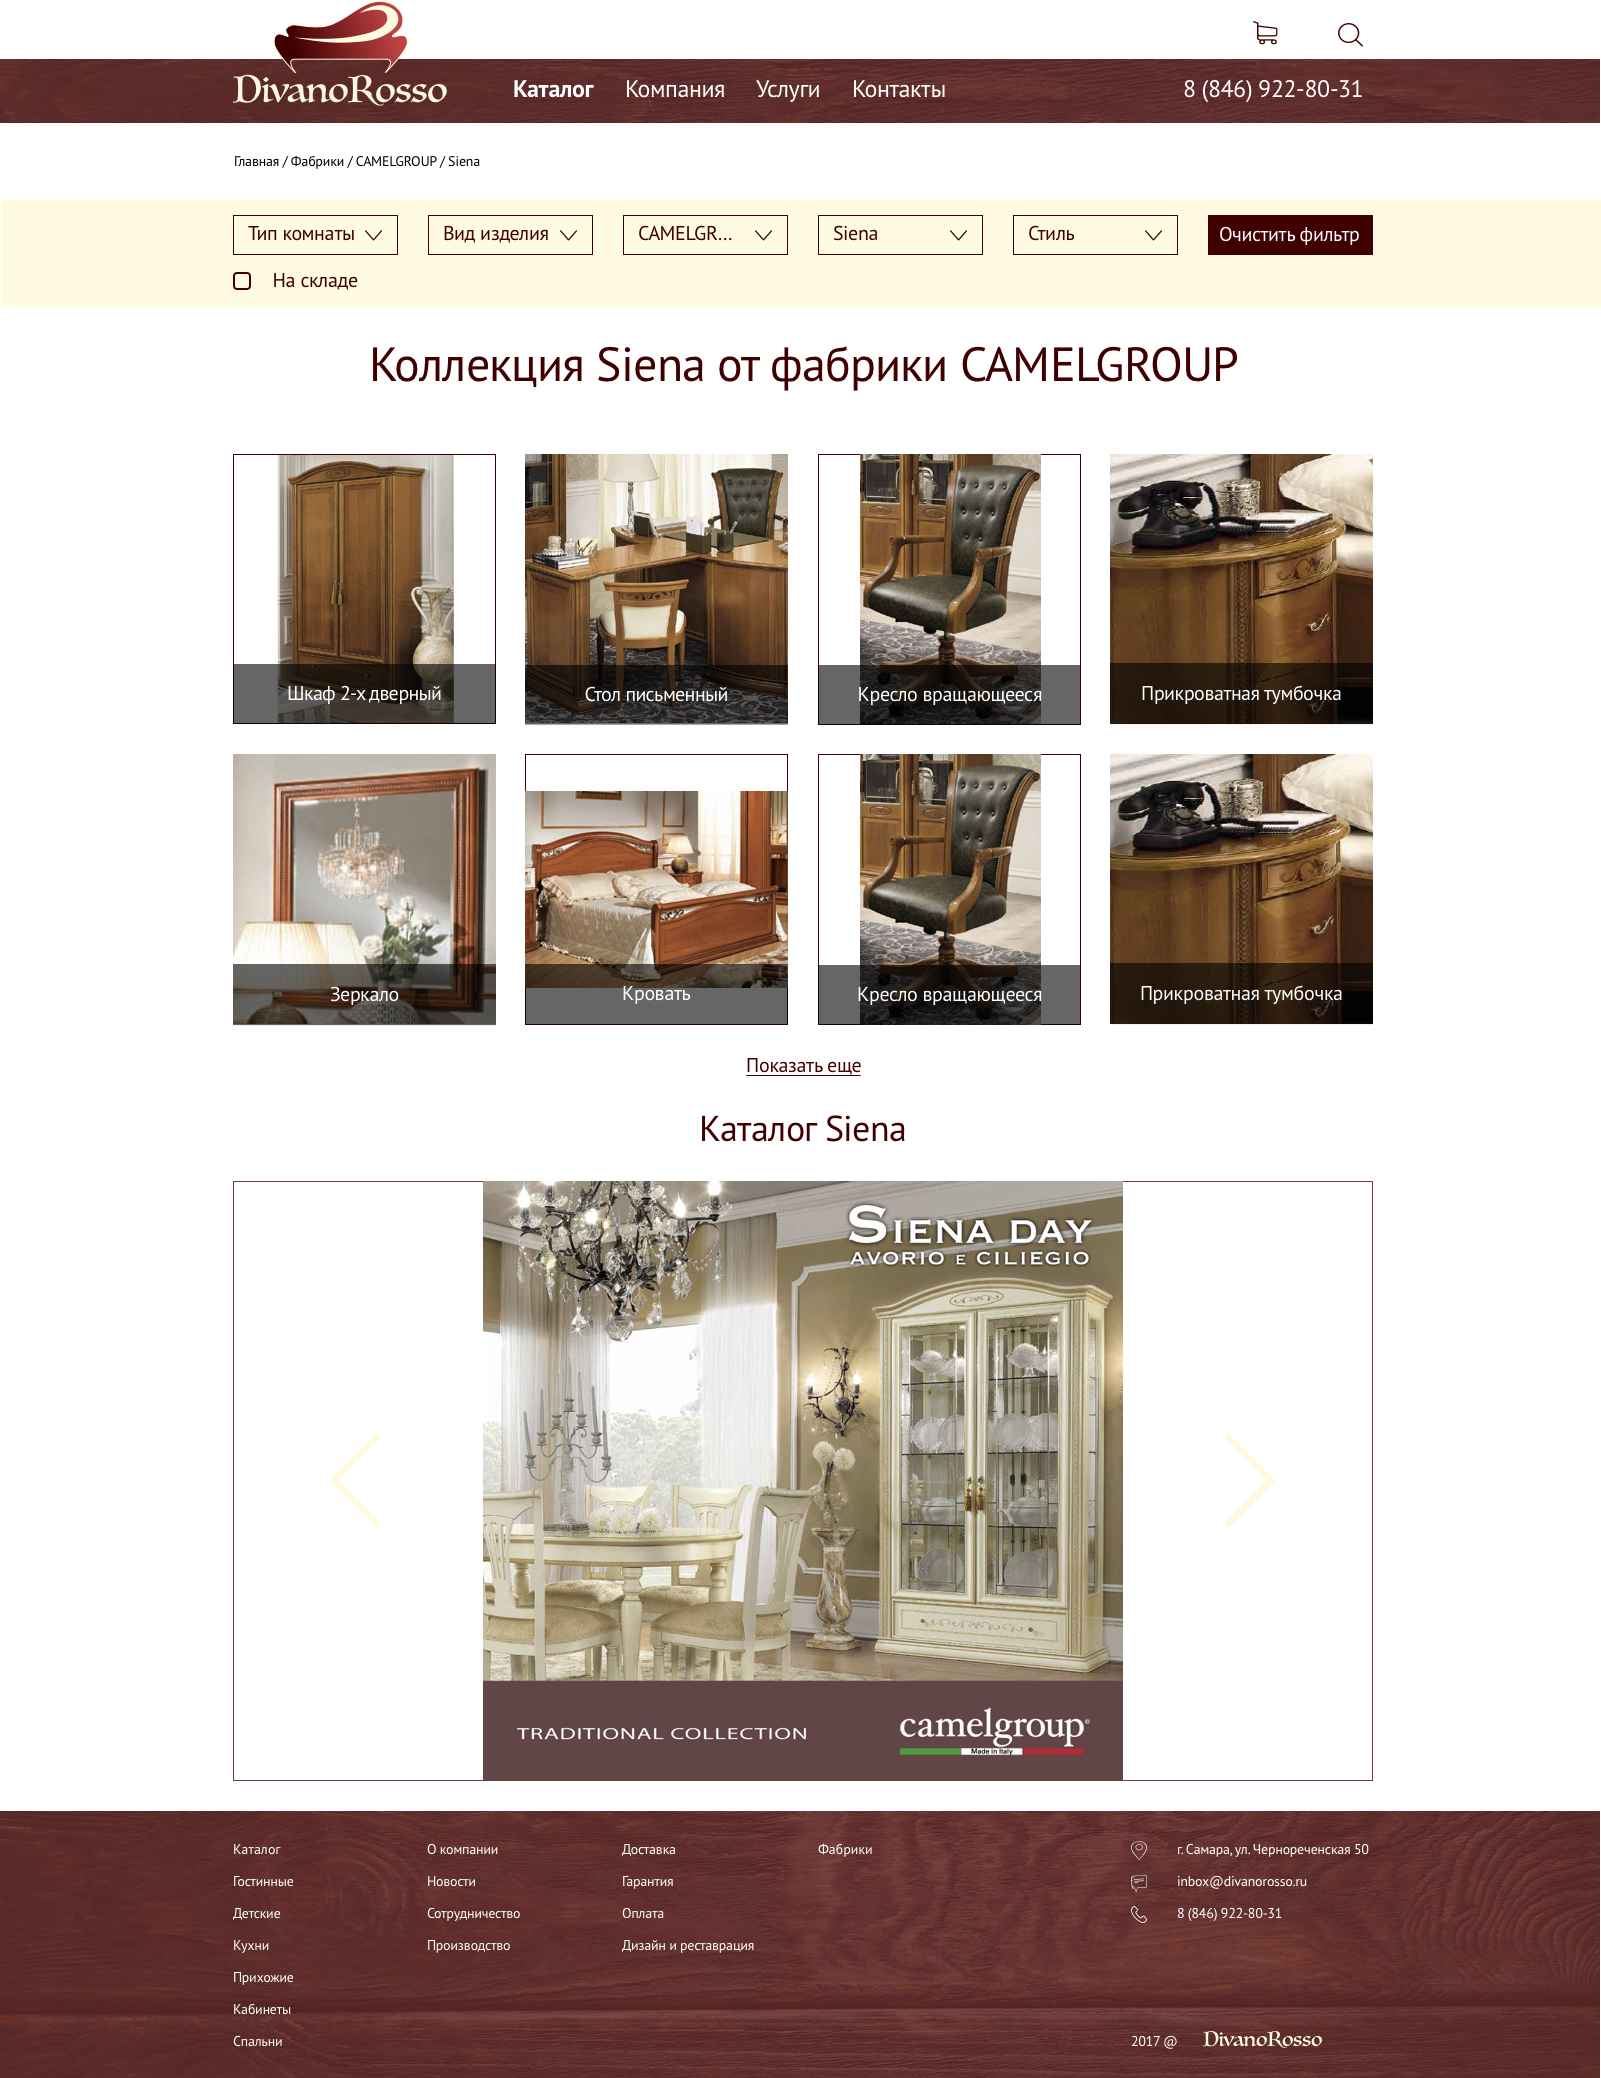 DivanoRosso
Каталог Компания Услуги Контакты 8 (846) 922-80-31
Главная / Фабрики / CAMELGROUP / Siena
Тип комнаты Вид изделия CAMELGR... Siena Стиль Очистить фильтр
На складе
Коллекция Siena от фабрики CAMELGROUP
Шкаф 2-х дверный Стол письменный Кресло вращающееся Прикроватная тумбочка
Зеркало Кровать Кресло вращающееся Прикроватная тумбочка
Показать еще
Каталог Siena
SIENA DAY
AVORIO E CILIEGIO
TRADITIONAL COLLECTION camelgroup®
Made in Italy
Каталог О компании Доставка Фабрики г. Самара, ул. Чернореченская 50
Гостинные Новости Гарантия inbox@divanorosso.ru
Детские Сотрудничество Оплата 8 (846) 922-80-31
Кухни Производство Дизайн и реставрация
Прихожие
Кабинеты
Спальни 2017 @ DivanoRosso